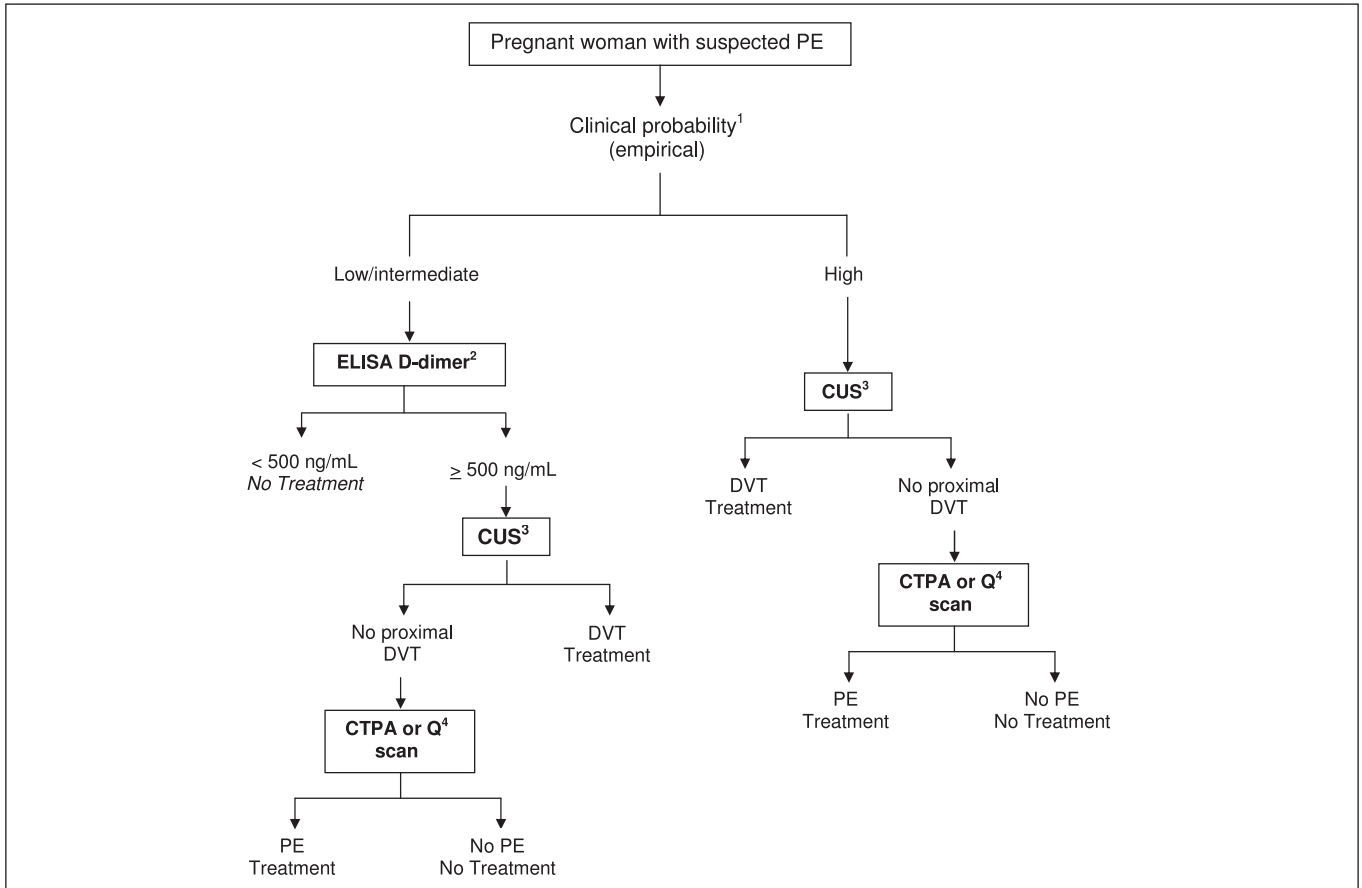 Pregnant woman with suspected PE
Clinical probability¹
(empirical)
Low/intermediate
High
ELISA D-dimer²
< 500 ng/mL
No Treatment
≥ 500 ng/mL
CUS³
No proximal
DVT
DVT
Treatment
CTPA or Q⁴
scan
PE
Treatment
No PE
No Treatment
CUS³
DVT
Treatment
No proximal
DVT
CTPA or Q⁴
scan
PE
Treatment
No PE
No Treatment